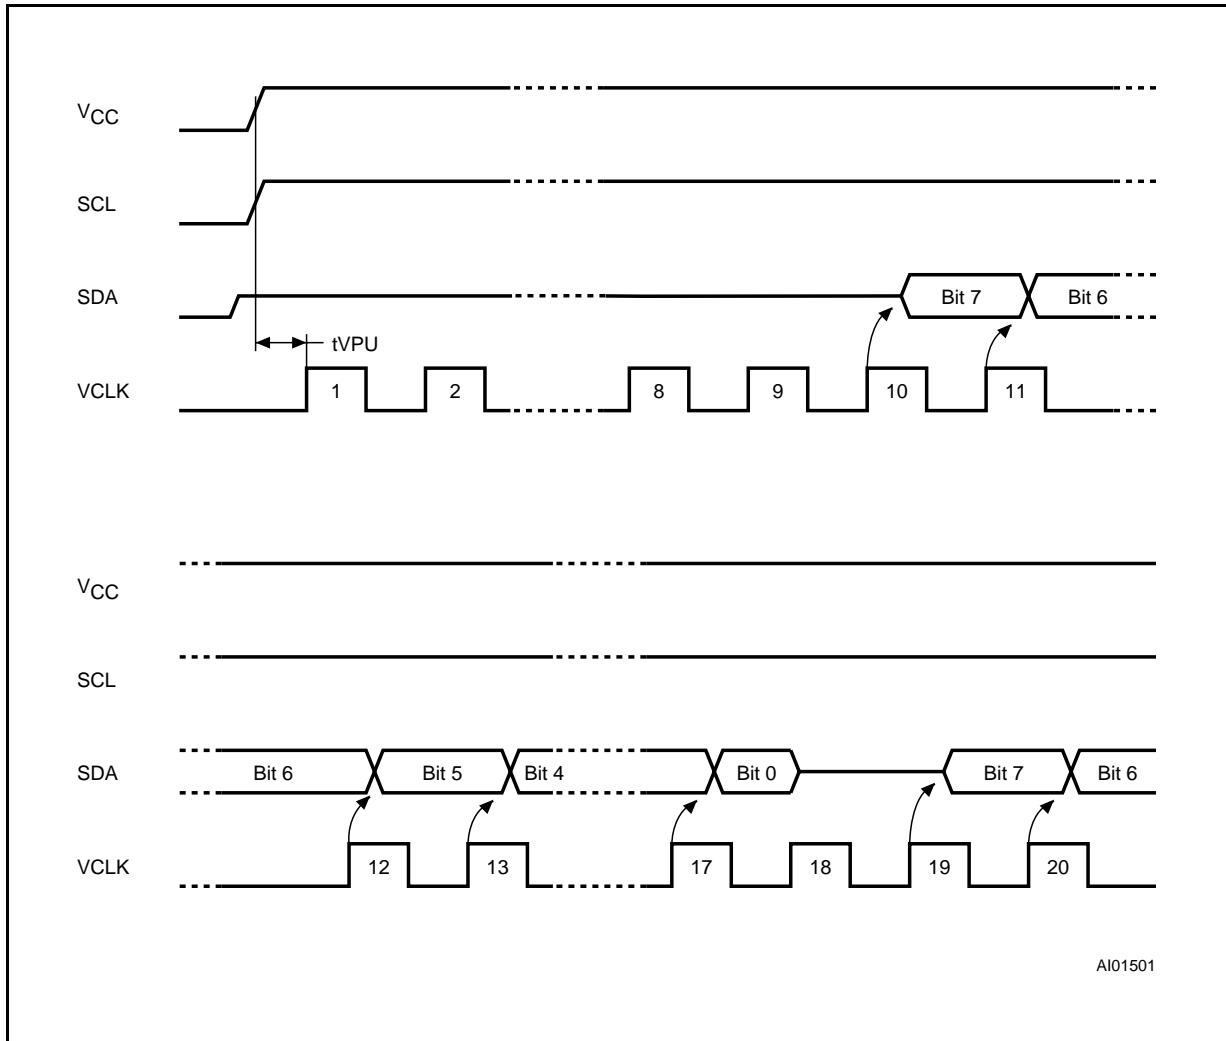 VCC
SCL
SDA Bit 7 Bit 6
tVPU
VCLK 1 2 8 9 10 11
VCC
SCL
SDA Bit 6 Bit 5 Bit 4 Bit 0 Bit 7 Bit 6
VCLK 12 13 17 18 19 20
AI01501